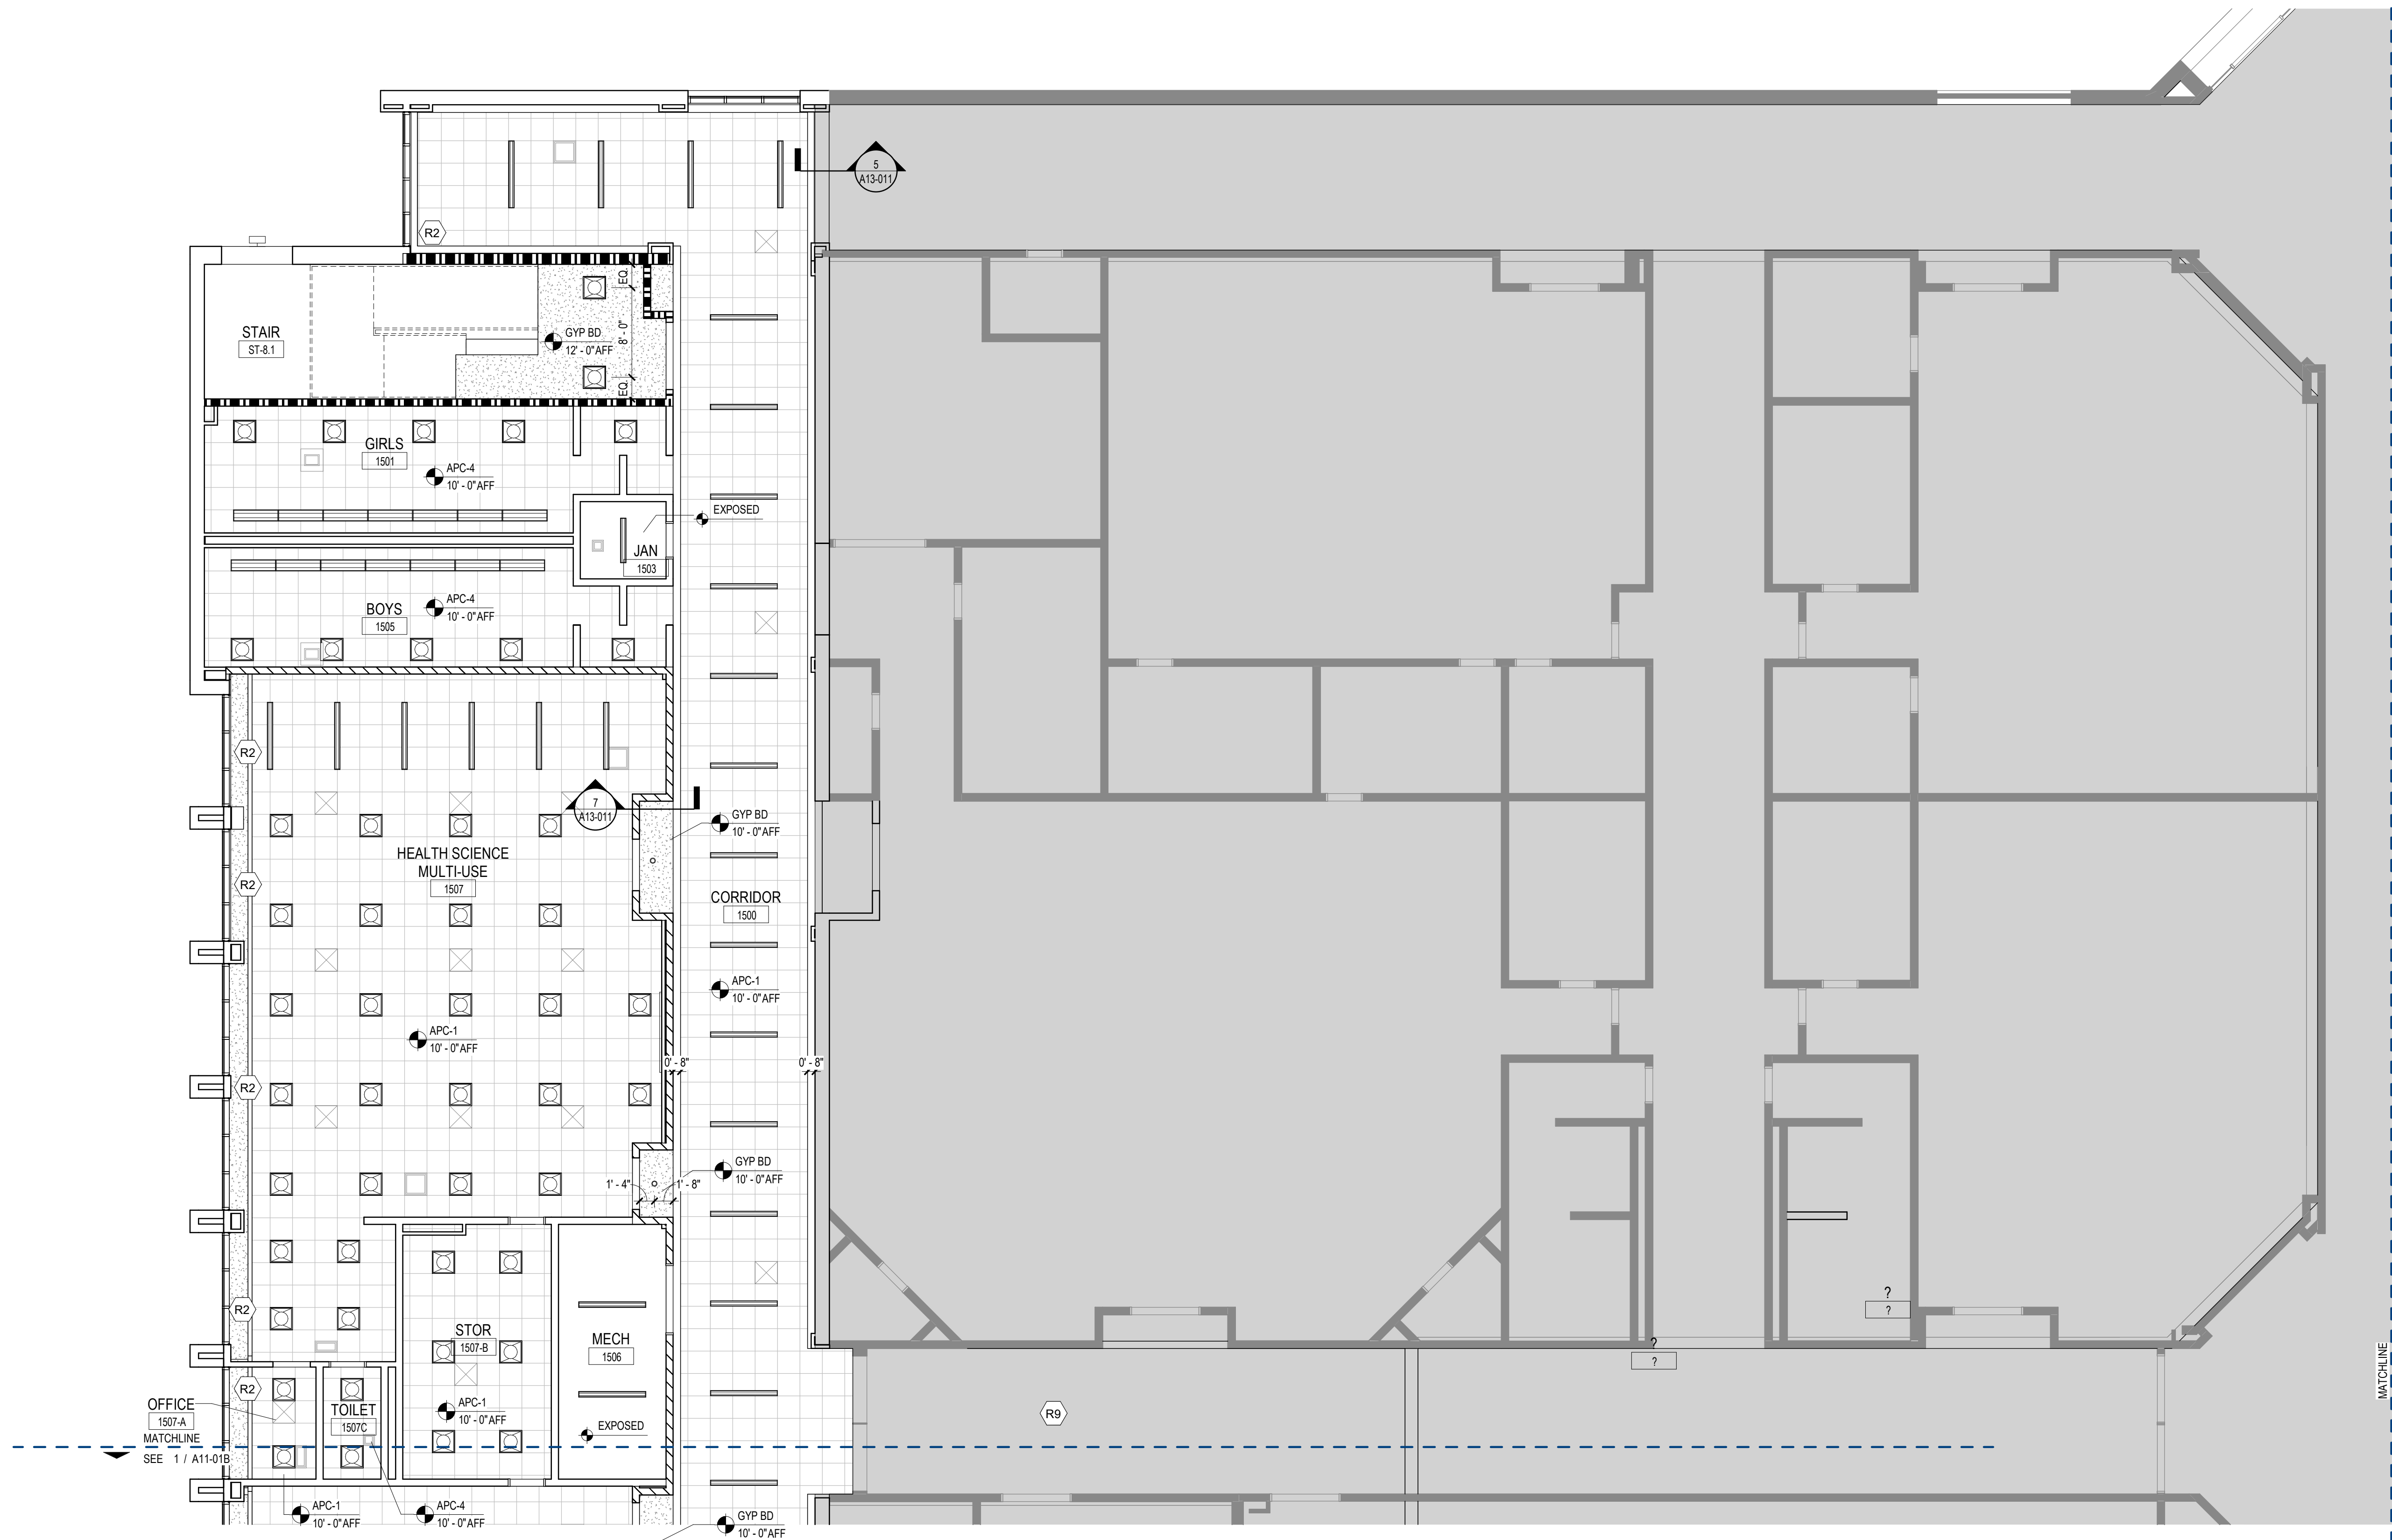 5
A13-011
R2
EQ.
STAIR
ST-8.1
GYP BD
12' - 0" AFF
8' - 0"
EQ.
GIRLS
1501
APC-4
10' - 0" AFF
EXPOSED
JAN
1503
BOYS
1505
APC-4
10' - 0" AFF
R2
7
A13-011
GYP BD
10' - 0" AFF
HEALTH SCIENCE
MULTI-USE
1507
R2
CORRIDOR
1500
APC-1
10' - 0" AFF
APC-1
10' - 0" AFF
0' - 8"
0' - 8"
R2
GYP BD
10' - 0" AFF
1' - 4"
1' - 8"
?
?
R2
STOR
1507-B
MECH
1506
?
?
MATCHLINE
R2
OFFICE
1507-A
TOILET
1507C
APC-1
10' - 0" AFF
R9
EXPOSED
MATCHLINE
SEE 1 / A11-01B
APC-1
10' - 0" AFF
APC-4
10' - 0" AFF
GYP BD
10' - 0" AFF